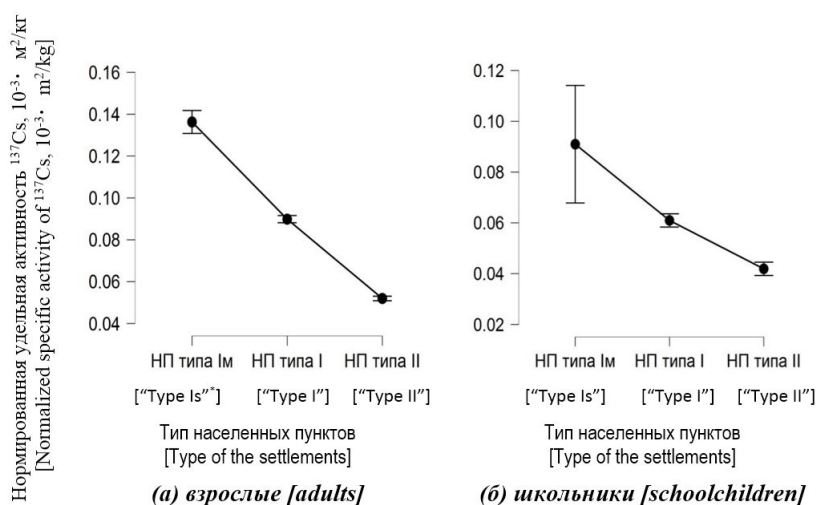 Нормированная удельная активность ¹³⁷Cs, 10⁻³· м²/кг
[Normalized specific activity of ¹³⁷Cs, 10⁻³· m²/kg]
0.16
0.14
0.12
0.10
0.08
0.06
0.04
НП типа Iм НП типа I НП типа II
["Type Is"*] ["Type I"] ["Type II"]
Тип населенных пунктов
[Type of the settlements]
(а) взрослые [adults]
0.12
0.10
0.08
0.06
0.04
0.02
НП типа Iм НП типа I НП типа II
["Type Is"] ["Type I"] ["Type II"]
Тип населенных пунктов
[Type of the settlements]
(б) школьники [schoolchildren]